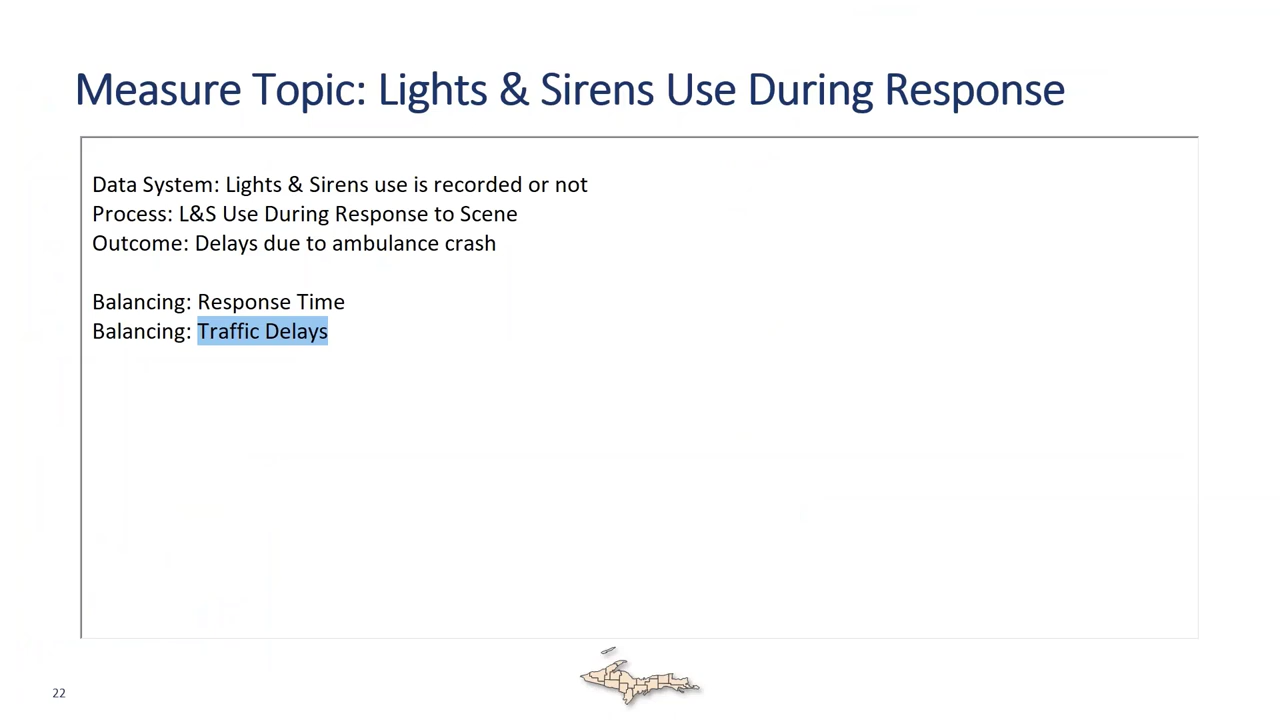 Measure Topic: Lights & Sirens Use During Response
Data System: Lights & Sirens use is recorded or not
Process: L&S Use During Response to Scene
Outcome: Delays due to ambulance crash
Balancing: Response Time
Balancing: Traffic Delays
22